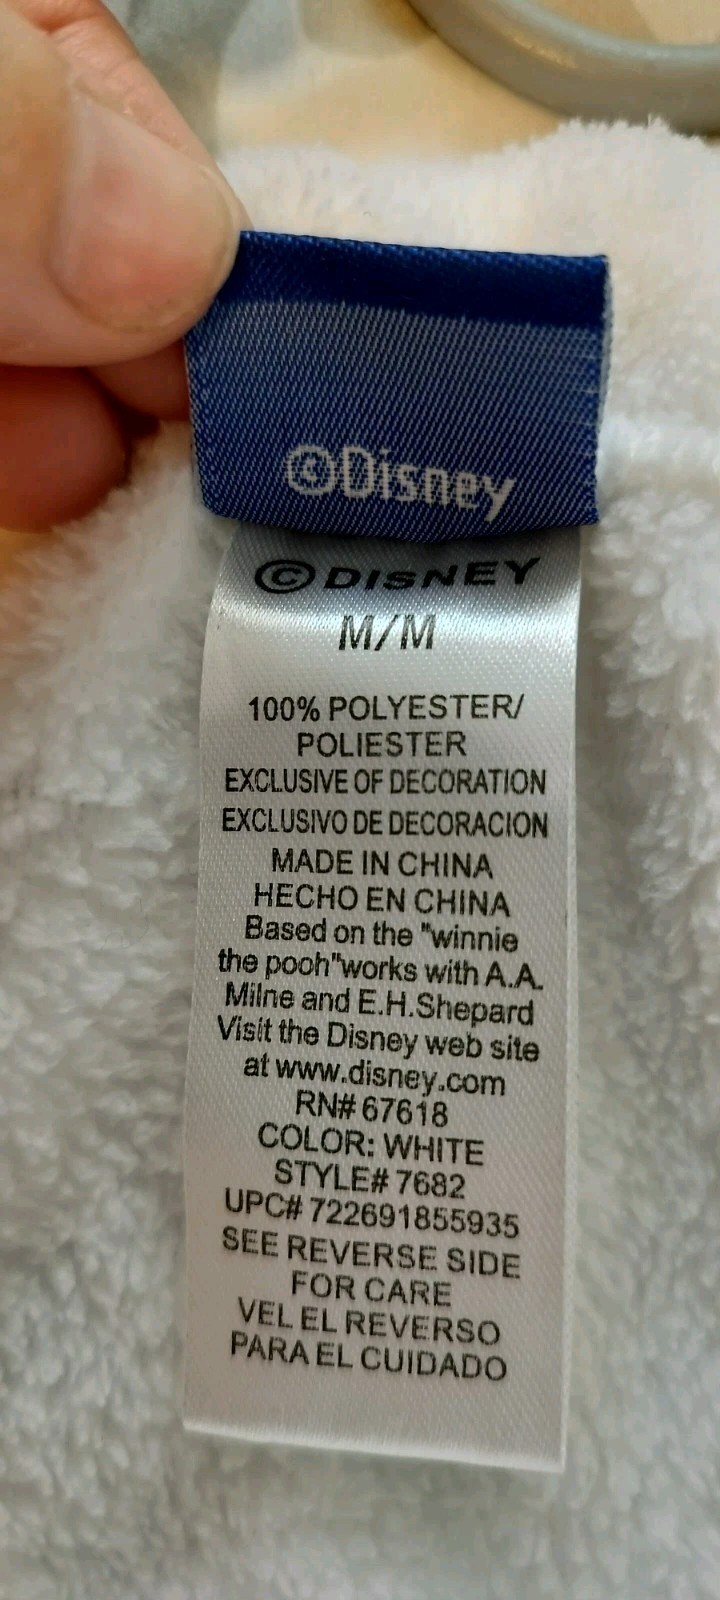 ©Disney
©DISNEY
M/M
100% POLYESTER/
POLIESTER
EXCLUSIVE OF DECORATION
EXCLUSIVO DE DECORACION
MADE IN CHINA
HECHO EN CHINA
Based on the "winnie
the pooh"works with A.A.
Milne and E.H.Shepard
Visit the Disney web site
at www.disney.com
RN# 67618
COLOR: WHITE
STYLE# 7682
UPC# 722691855935
SEE REVERSE SIDE
FOR CARE
VEL EL REVERSO
PARA EL CUIDADO